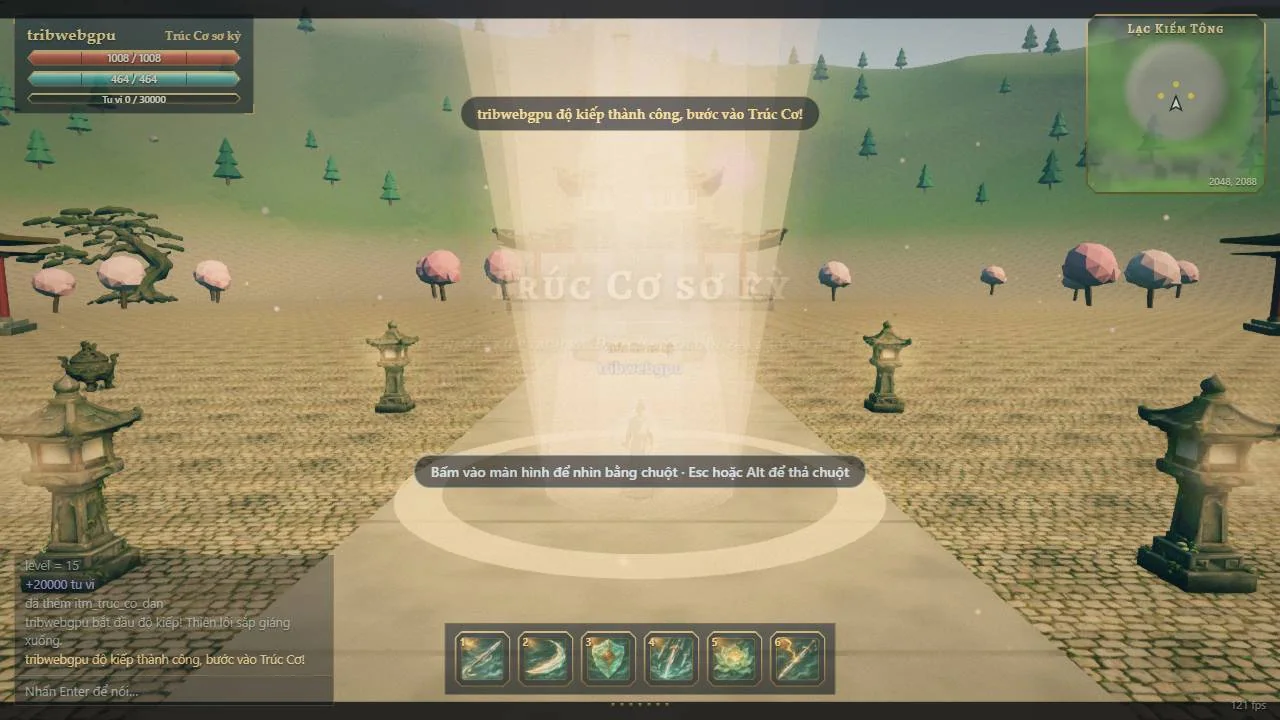 tribwebgpu
Trúc Cơ sơ kỳ
1008 / 1008
464 / 464
Tu vi 0 / 30000
LẠC KIẾM TÔNG
2048, 2088
tribwebgpu độ kiếp thành công, bước vào Trúc Cơ!
TRÚC CƠ SƠ KỲ
tribwebgpu
Bấm vào màn hình để nhìn bằng chuột · Esc hoặc Alt để thả chuột
level = 15
+20000 tu vi
đã thêm itm_truc_co_dan
tribwebgpu bắt đầu độ kiếp! Thiên lôi sắp giáng
xuống.
tribwebgpu độ kiếp thành công, bước vào Trúc Cơ!
Nhấn Enter để nói...
1 2 3 4 5 6
121 fps